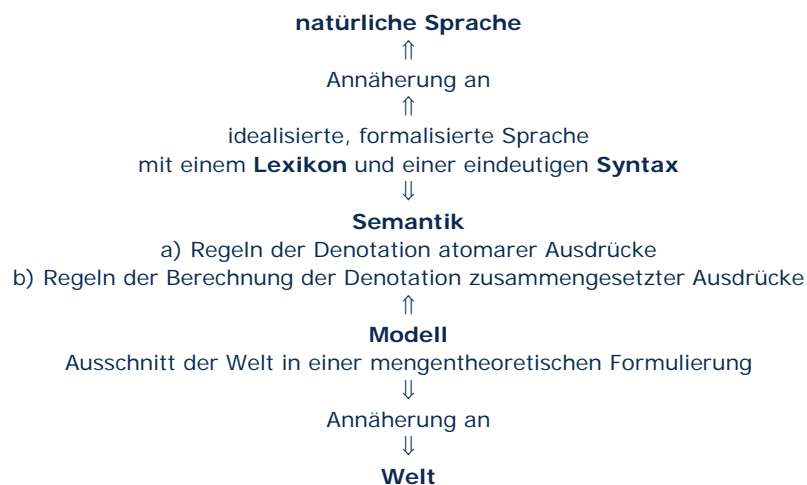 natürliche Sprache
⇑
Annäherung an
⇑
idealisierte, formalisierte Sprache
mit einem Lexikon und einer eindeutigen Syntax
⇓
Semantik
a) Regeln der Denotation atomarer Ausdrücke
b) Regeln der Berechnung der Denotation zusammengesetzter Ausdrücke
⇑
Modell
Ausschnitt der Welt in einer mengentheoretischen Formulierung
⇓
Annäherung an
⇓
Welt